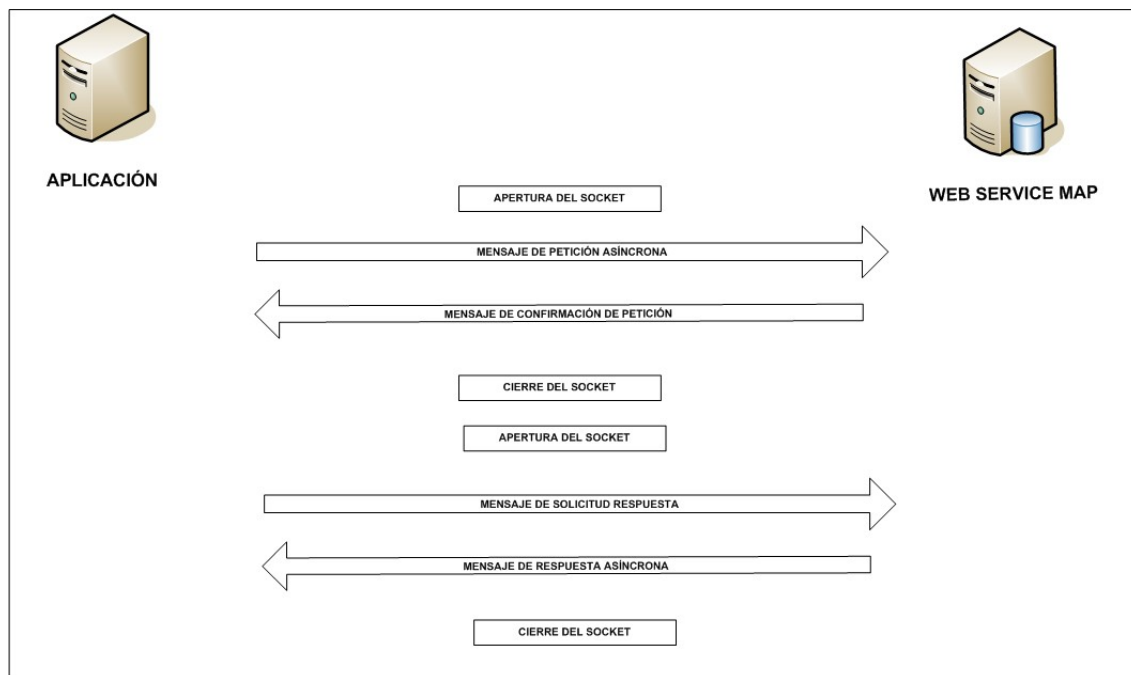 APLICACIÓN
WEB SERVICE MAP
APERTURA DEL SOCKET
MENSAJE DE PETICIÓN ASÍNCRONA
MENSAJE DE CONFIRMACIÓN DE PETICIÓN
CIERRE DEL SOCKET
APERTURA DEL SOCKET
MENSAJE DE SOLICITUD RESPUESTA
MENSAJE DE RESPUESTA ASÍNCRONA
CIERRE DEL SOCKET